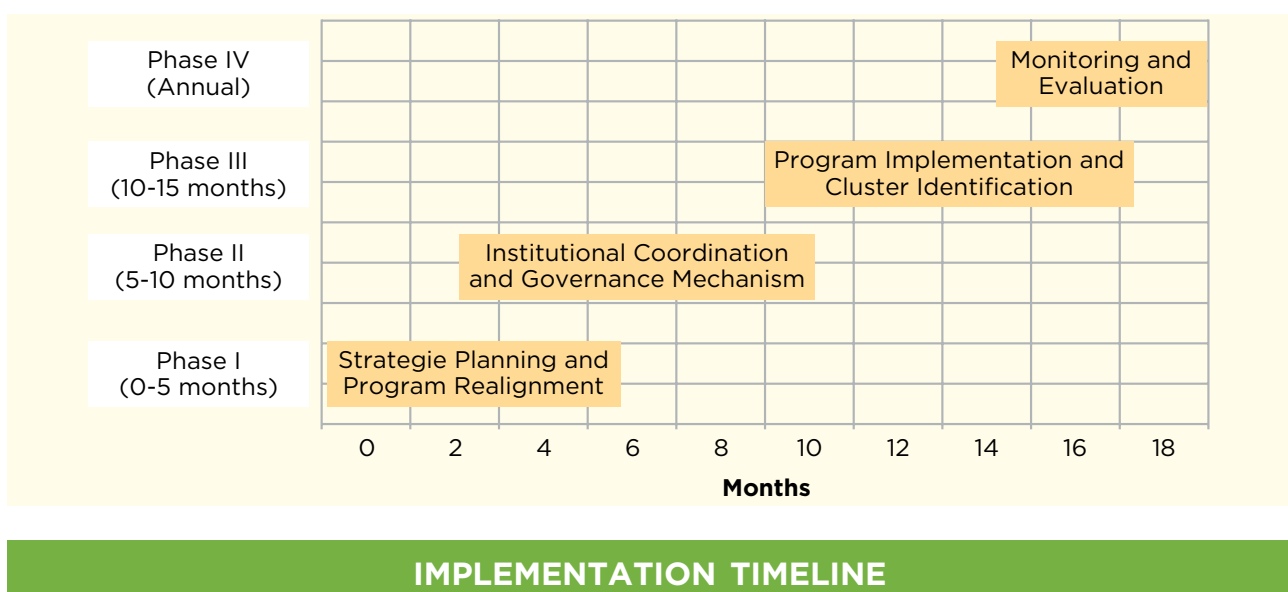 Phase IV
(Annual)
Monitoring and
Evaluation
Phase III
(10-15 months)
Program Implementation and
Cluster Identification
Phase II
(5-10 months)
Institutional Coordination
and Governance Mechanism
Phase I
(0-5 months)
Strategie Planning and
Program Realignment
0 2 4 6 8 10 12 14 16 18
Months
IMPLEMENTATION TIMELINE